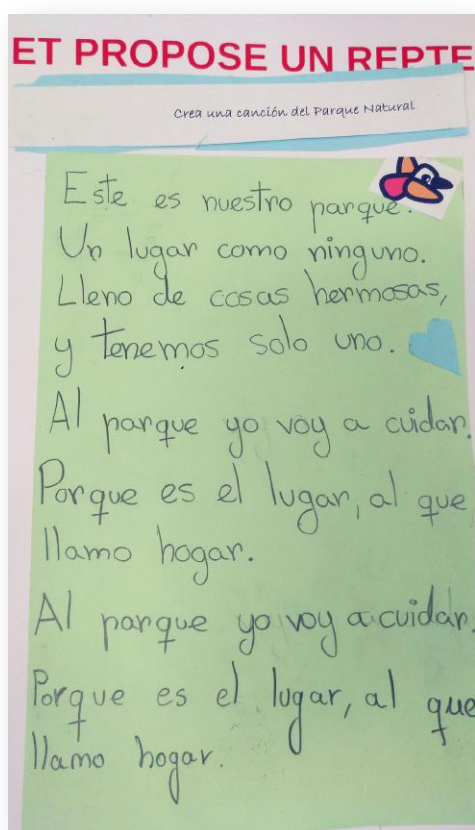 ET PROPOSE UN REPTE
Crea una canción del Parque Natural
Este es nuestro parque.
Un lugar como ninguno.
Lleno de cosas hermosas,
y tenemos solo uno.
Al parque yo voy a cuidar.
Porque es el lugar, al que
llamo hogar.
Al parque yo voy a cuidar.
Porque es el lugar, al que
llamo hogar.